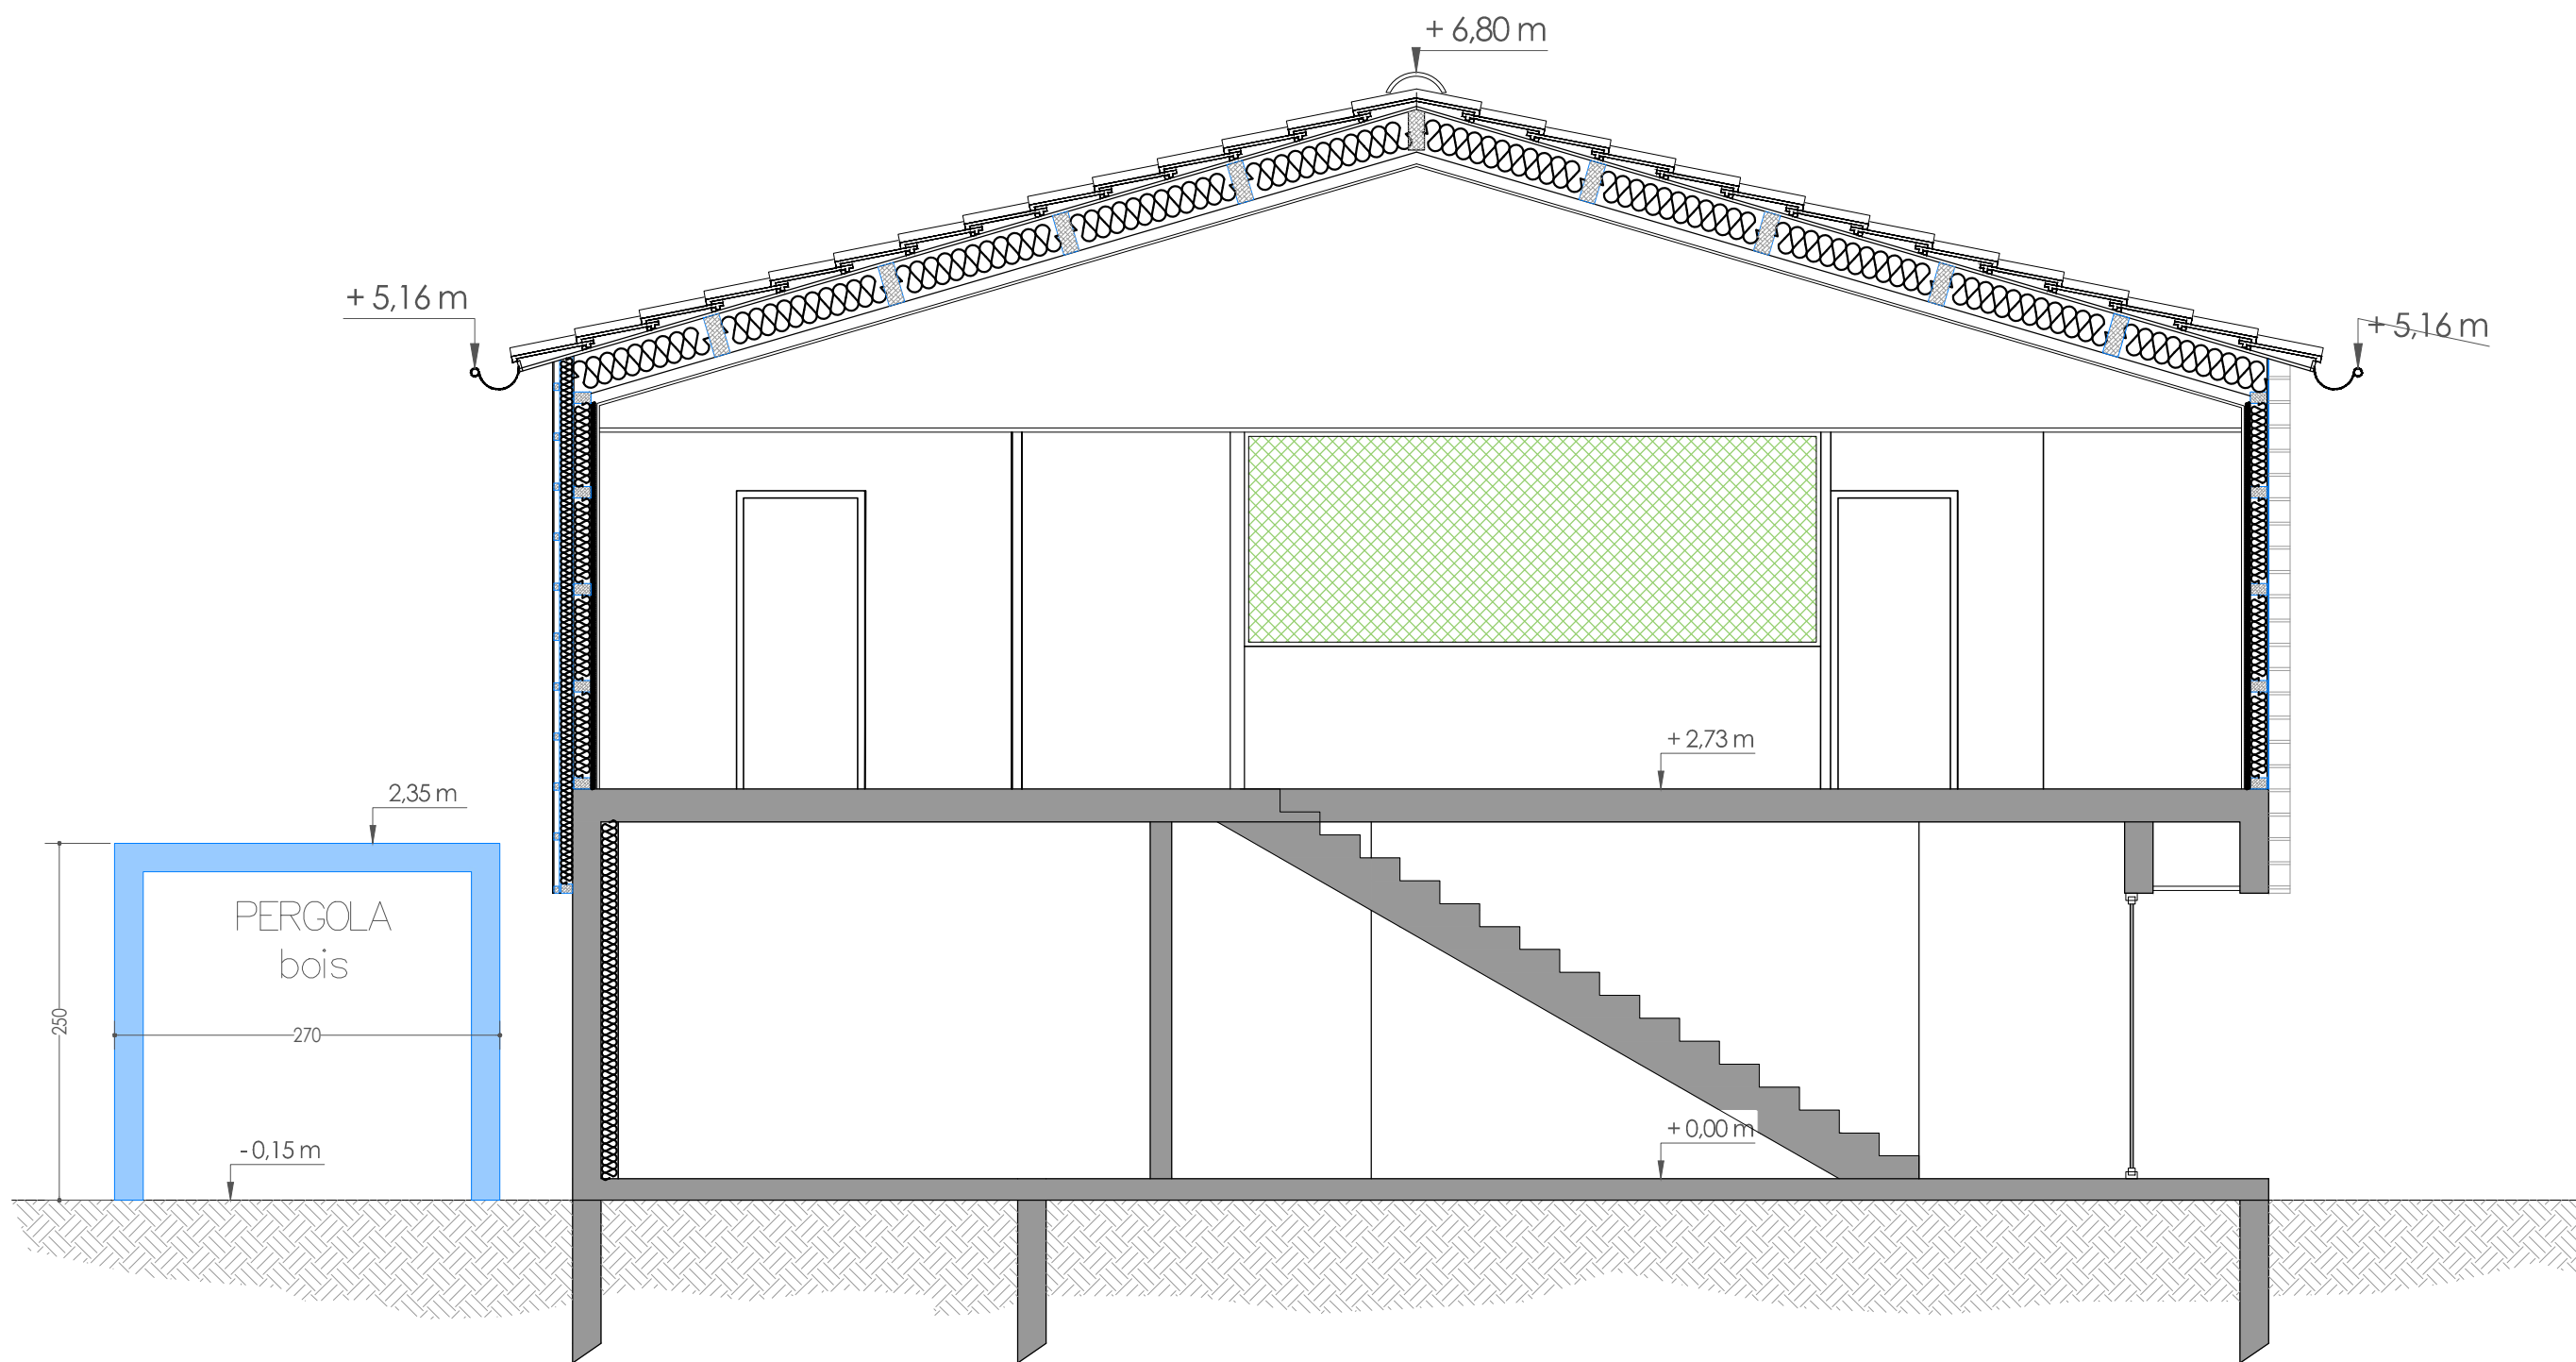 + 6,80 m
+ 5,16 m
+ 5,16 m
+ 2,73 m
2,35 m
PERGOLA
bois
250
270
- 0,15 m
+ 0,00 m